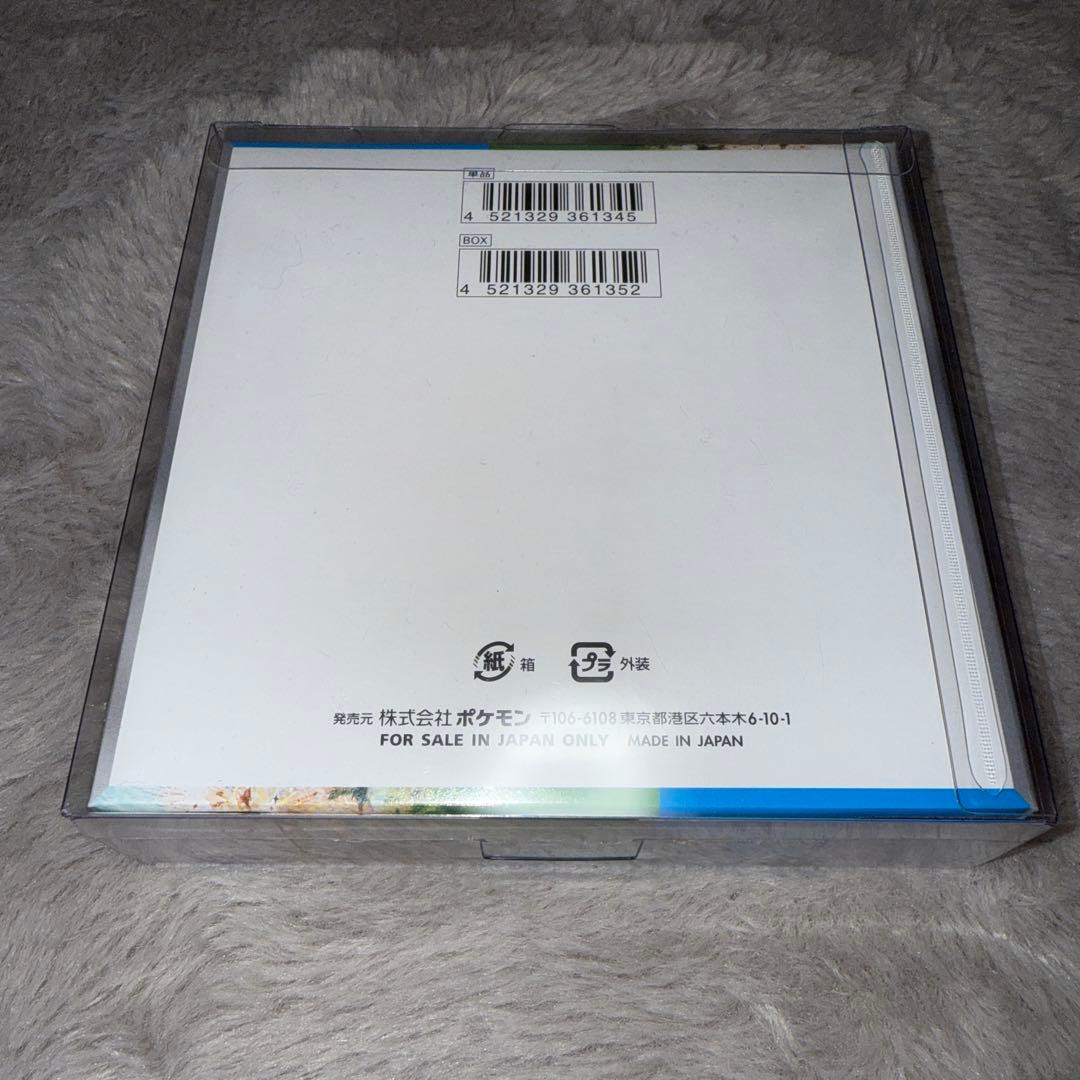 単品
4 521329 361345
BOX
4 521329 361352
紙 箱 プラ 外装
発売元 株式会社 ポケモン 〒106-6108 東京都港区六本木6-10-1
FOR SALE IN JAPAN ONLY MADE IN JAPAN